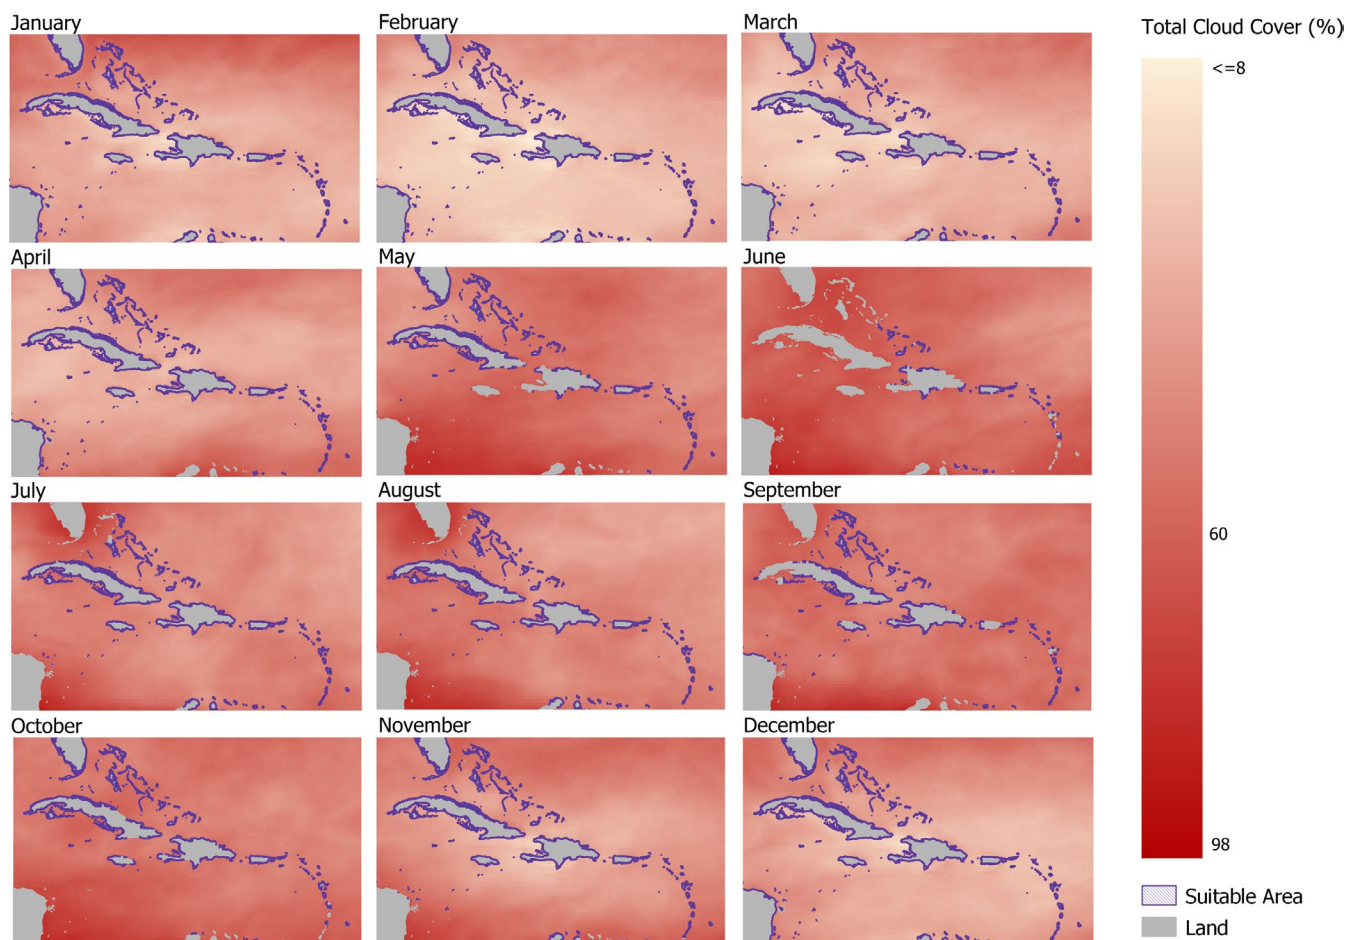 January
February
March
Total Cloud Cover (%)
<=8
April
May
June
July
August
September
60
October
November
December
98
Suitable Area
Land